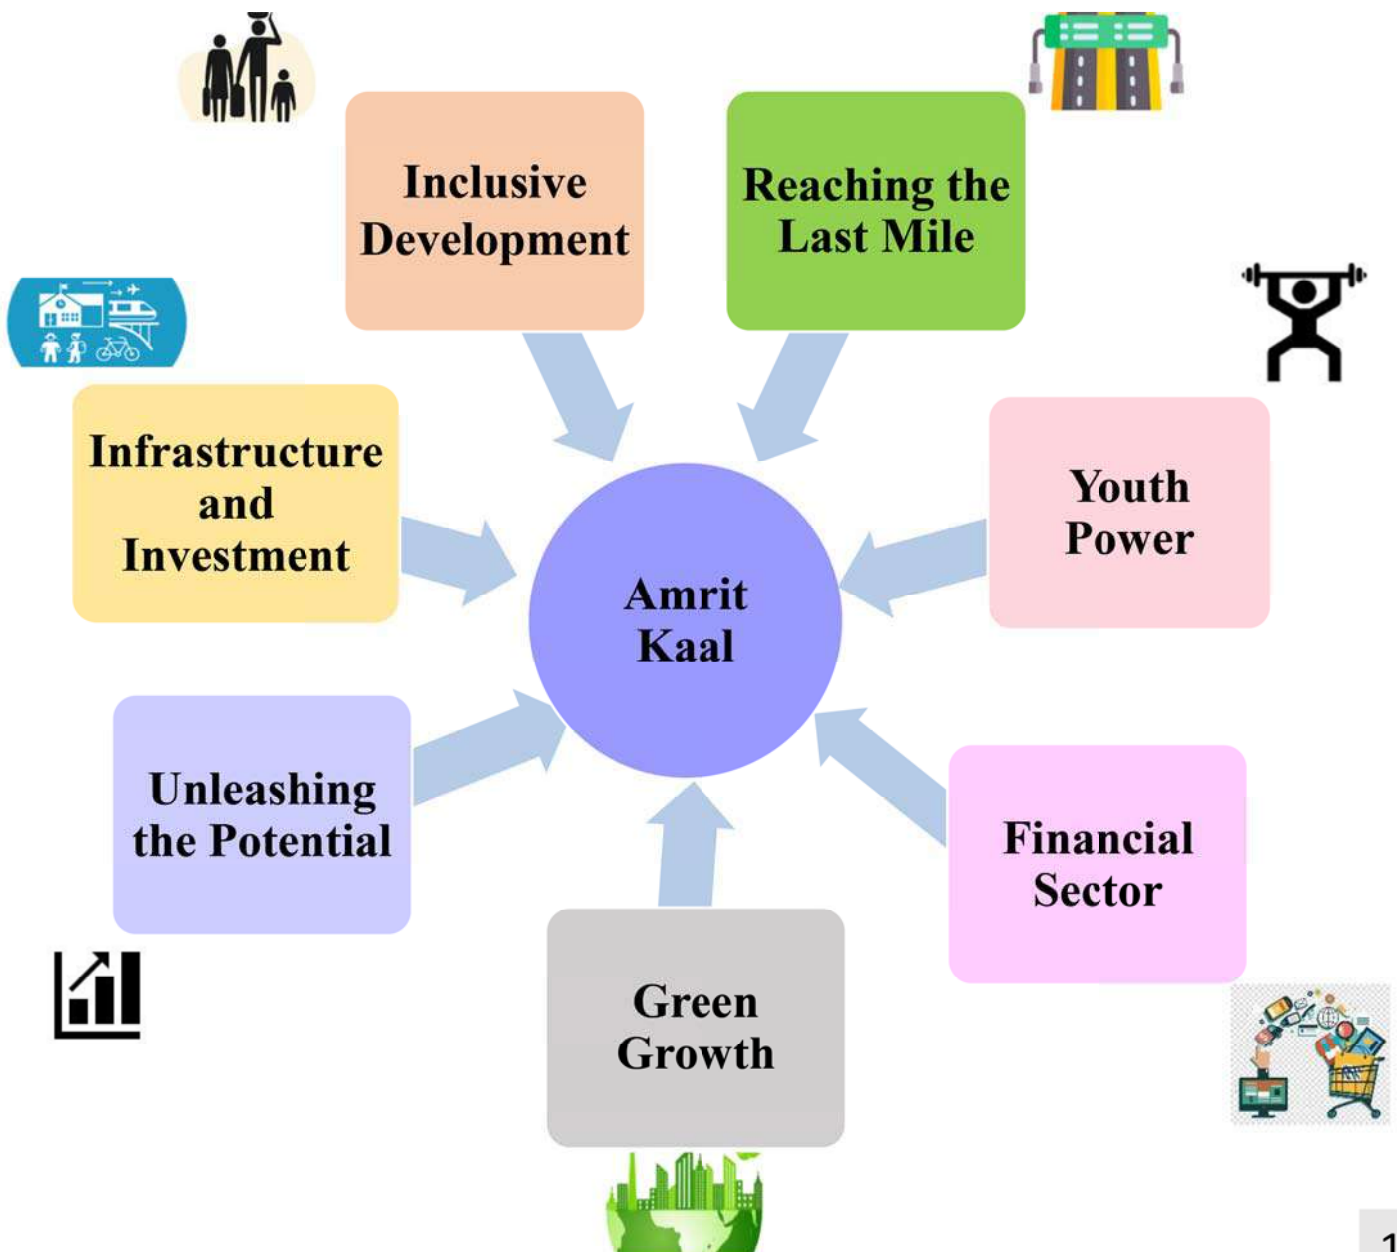 Inclusive
Development
Reaching the
Last Mile
Infrastructure
and
Investment
Youth
Power
Amrit
Kaal
Unleashing
the Potential
Financial
Sector
Green
Growth
1